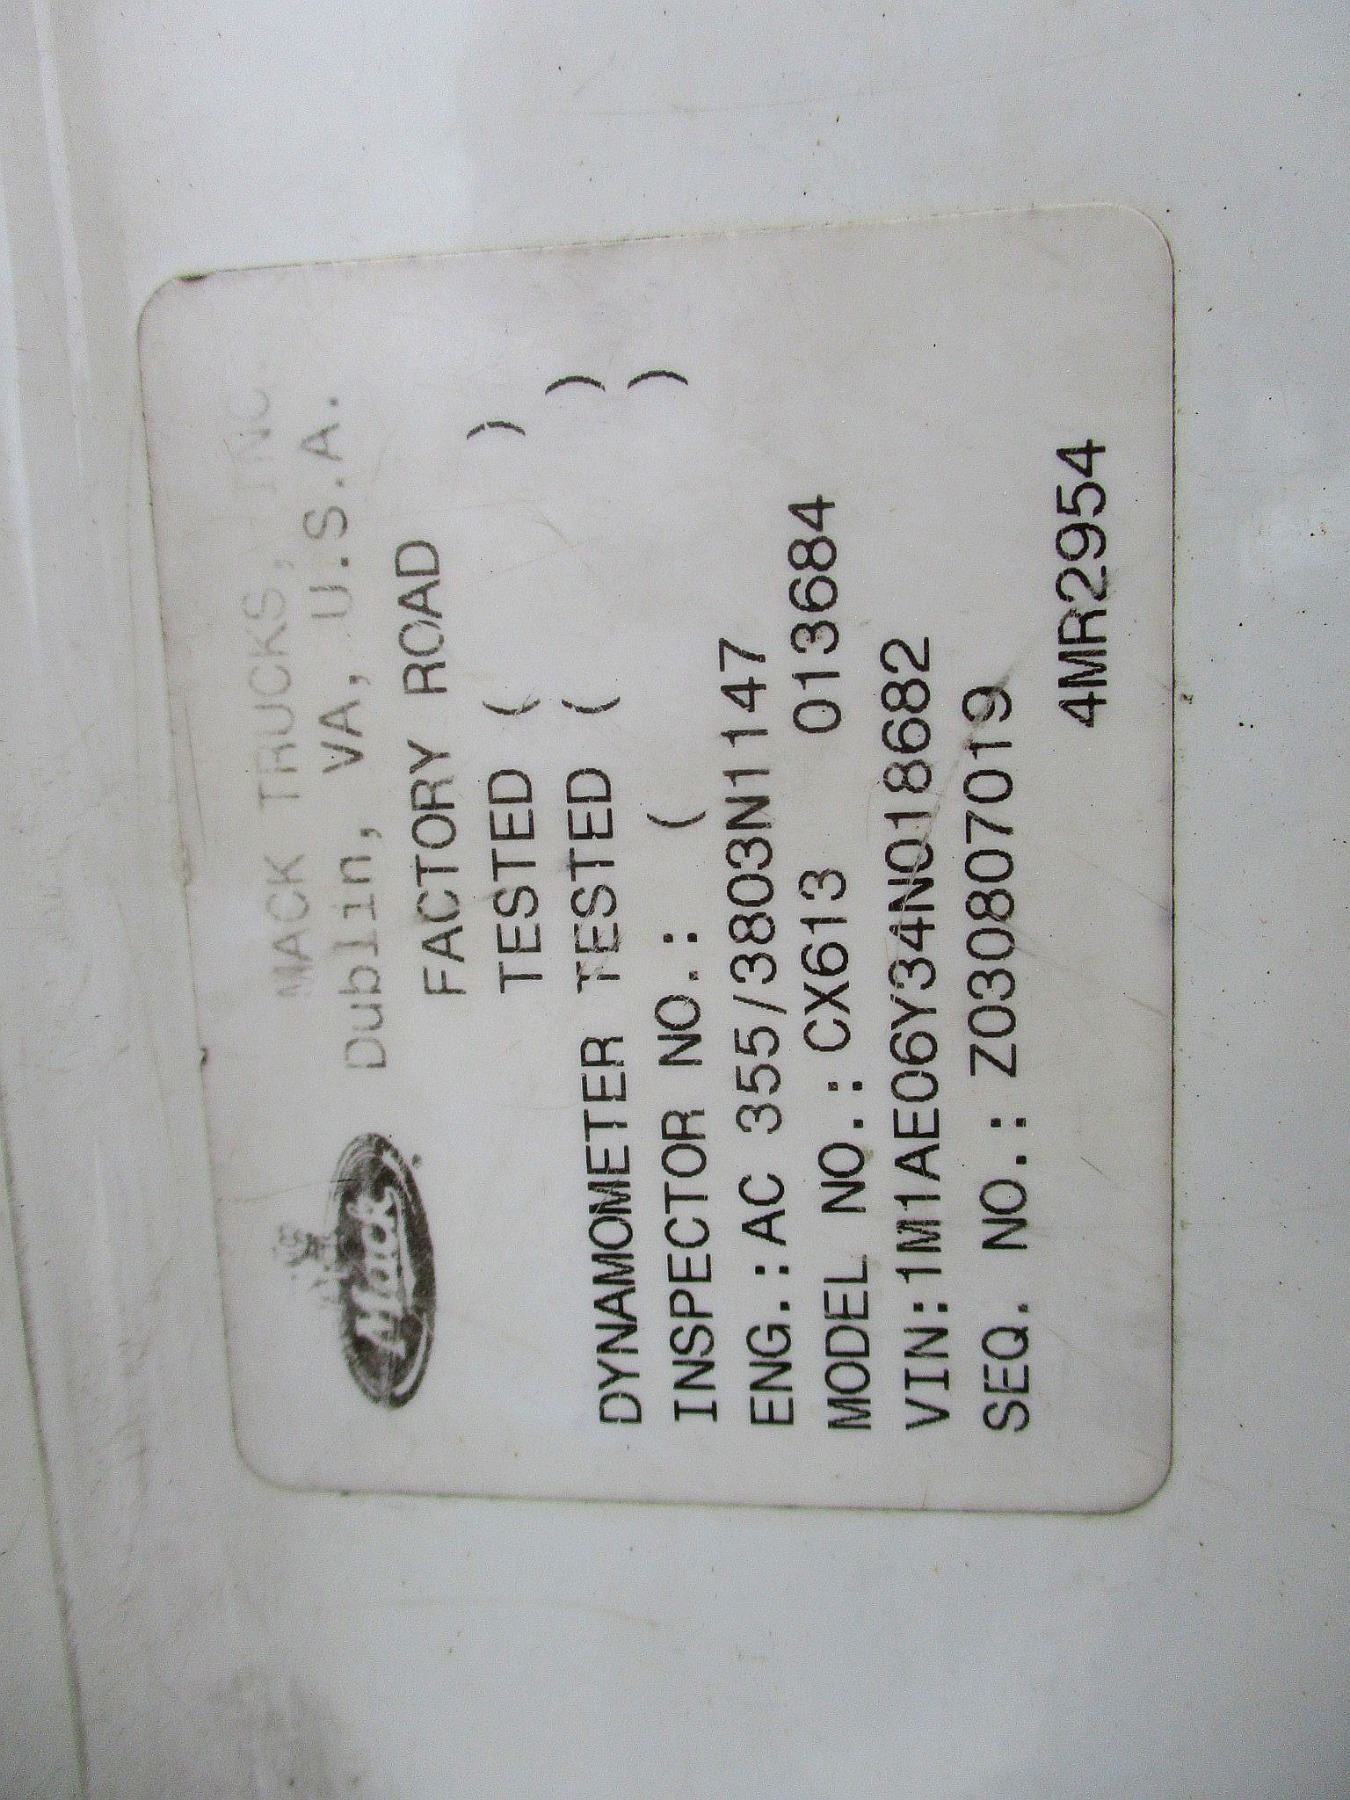 MACK TRUCKS, INC.
Dublin, VA, U.S.A.
Mack
FACTORY ROAD
TESTED ( )
DYNAMOMETER TESTED ( )
INSPECTOR NO.: ( )
ENG.:AC 355/3803N1147
MODEL NO.:CX613 013684
VIN:1M1AE06Y34N018682
SEQ. NO.: Z030807019
4MR2954